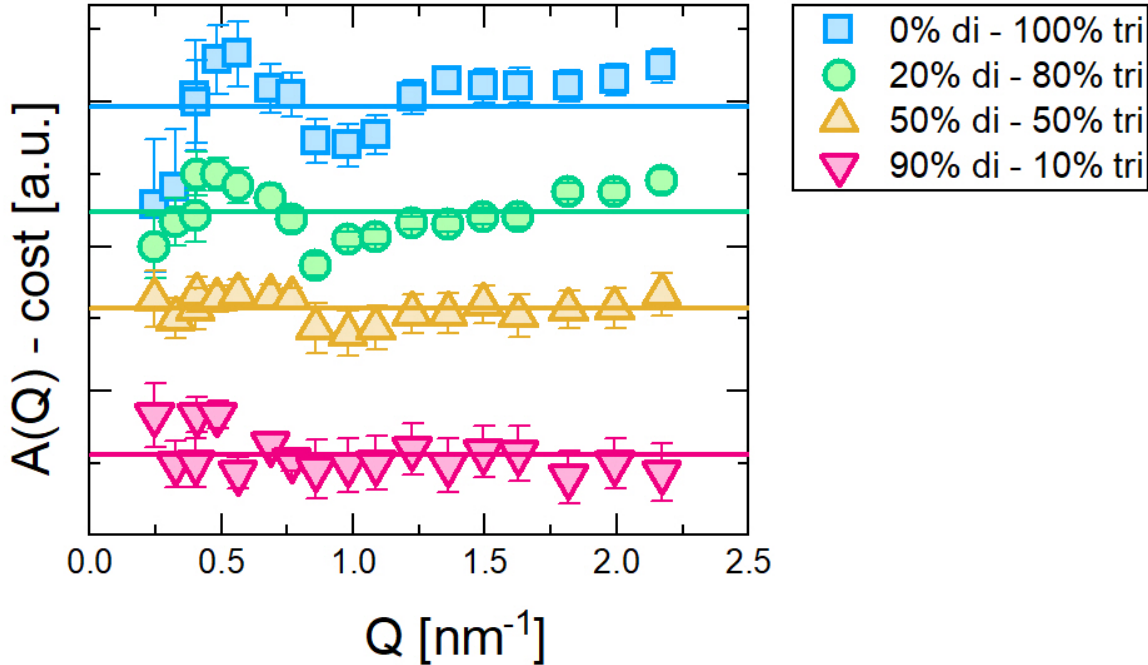 A(Q) - cost [a.u.]
0.0 0.5 1.0 1.5 2.0 2.5
Q [nm⁻¹]
0% di - 100% tri
20% di - 80% tri
50% di - 50% tri
90% di - 10% tri